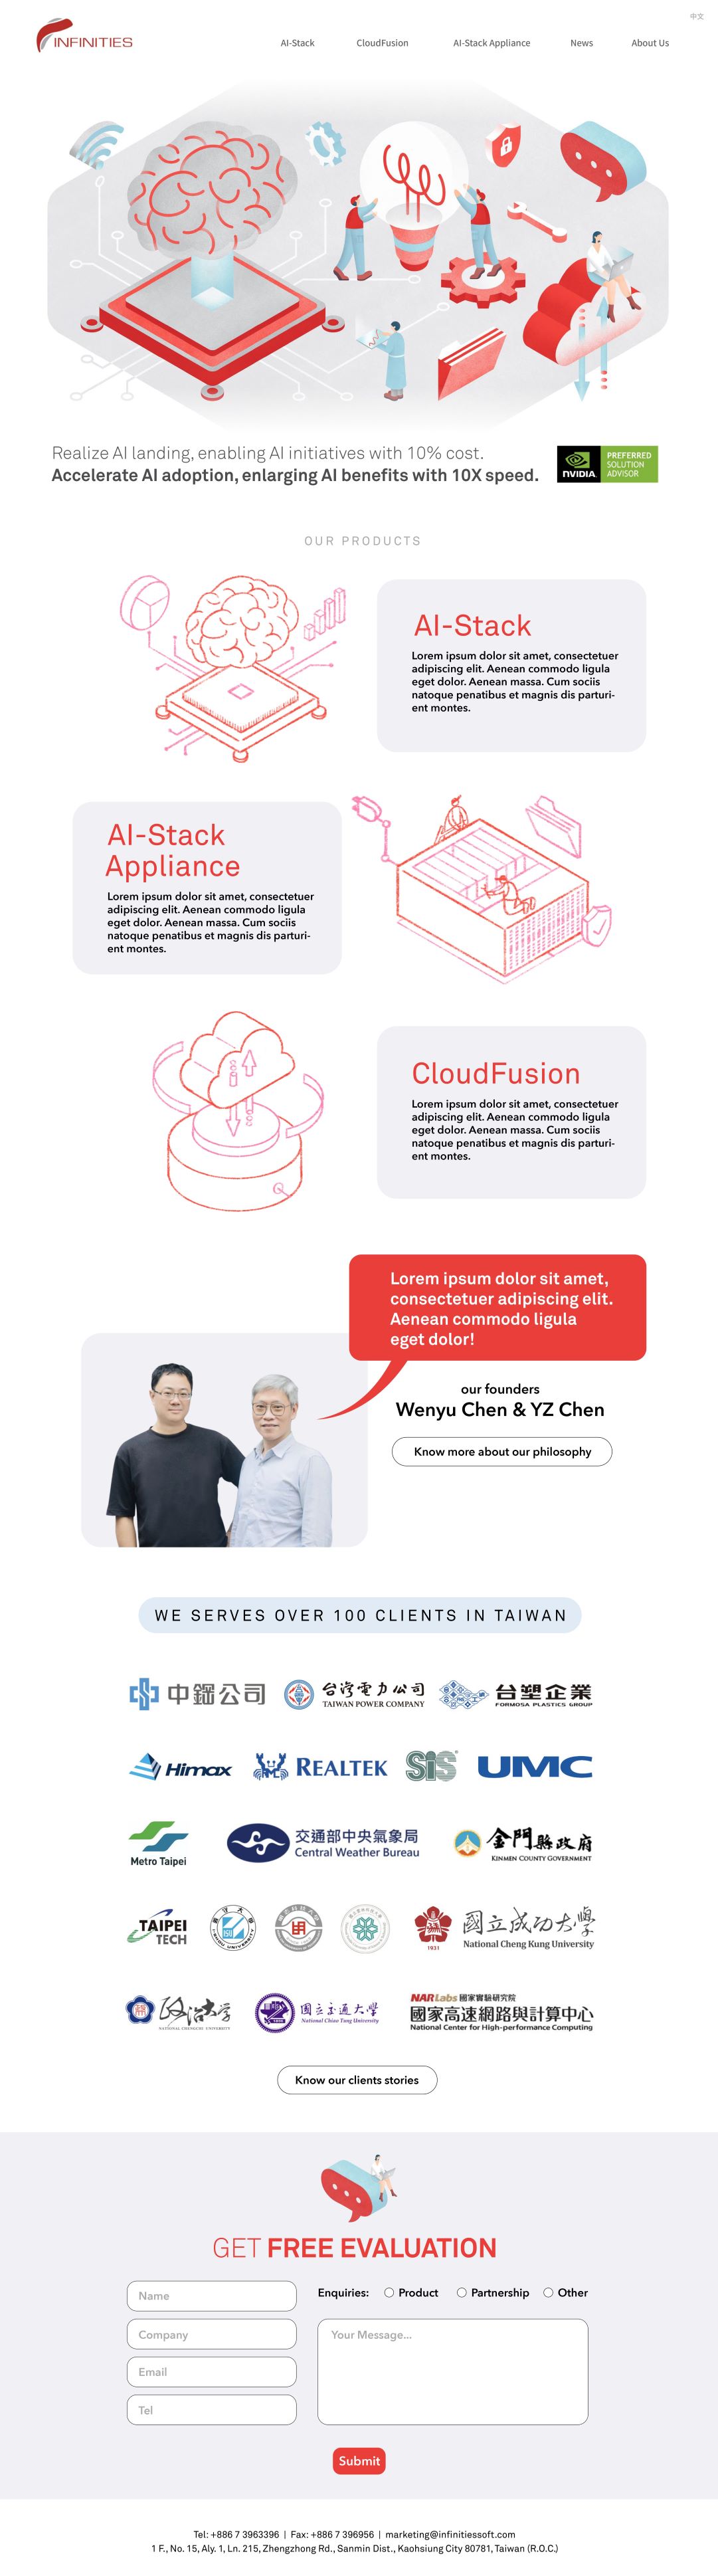 中文
INFINITIES
AI-Stack
CloudFusion
AI-Stack Appliance
News
About Us
Realize AI landing, enabling AI initiatives with 10% cost.
Accelerate AI adoption, enlarging AI benefits with 10X speed.
NVIDIA.
PREFERRED
SOLUTION
ADVISOR
OUR PRODUCTS
AI-Stack
Lorem ipsum dolor sit amet, consectetuer
adipiscing elit. Aenean commodo ligula
eget dolor. Aenean massa. Cum sociis
natoque penatibus et magnis dis parturi-
ent montes.
AI-Stack
Appliance
Lorem ipsum dolor sit amet, consectetuer
adipiscing elit. Aenean commodo ligula
eget dolor. Aenean massa. Cum sociis
natoque penatibus et magnis dis parturi-
ent montes.
CloudFusion
Lorem ipsum dolor sit amet, consectetuer
adipiscing elit. Aenean commodo ligula
eget dolor. Aenean massa. Cum sociis
natoque penatibus et magnis dis parturi-
ent montes.
Lorem ipsum dolor sit amet,
consectetuer adipiscing elit.
Aenean commodo ligula
eget dolor!
our founders
Wenyu Chen & YZ Chen
Know more about our philosophy
WE SERVES OVER 100 CLIENTS IN TAIWAN
中鋼公司
台灣電力公司
TAIWAN POWER COMPANY
台塑企業
FORMOSA PLASTICS GROUP
Himax
REALTEK
SiS
UMC
Metro Taipei
交通部中央氣象局
Central Weather Bureau
金門縣政府
KINMEN COUNTY GOVERNMENT
TAIPEI
TECH
1931
國立成功大學
National Cheng Kung University
政治大學
NATIONAL CHENGCHI UNIVERSITY
國立交通大學
National Chiao Tung University
NARLabs 國家實驗研究院
國家高速網路與計算中心
National Center for High-performance Computing
Know our clients stories
GET FREE EVALUATION
Name
Company
Email
Tel
Enquiries:
Product
Partnership
Other
Your Message...
Submit
Tel: +886 7 3963396 | Fax: +886 7 396956 | marketing@infinitiessoft.com
1 F., No. 15, Aly. 1, Ln. 215, Zhengzhong Rd., Sanmin Dist., Kaohsiung City 80781, Taiwan (R.O.C.)